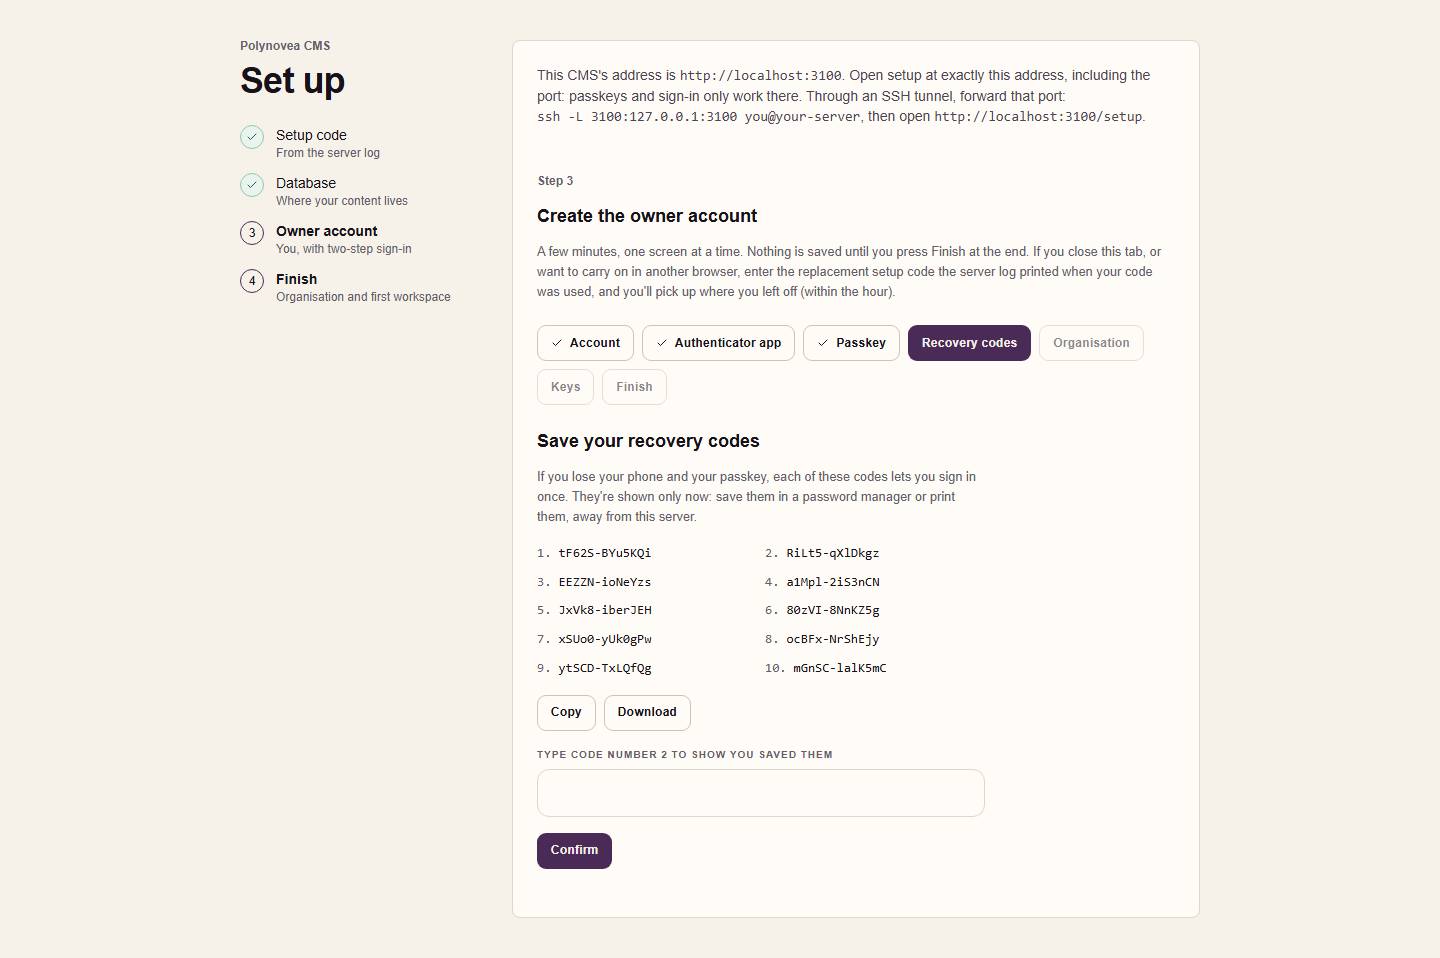 Polynovea CMS
Set up
Setup code
From the server log
Database
Where your content lives
3
Owner account
You, with two-step sign-in
4
Finish
Organisation and first workspace
This CMS's address is http://localhost:3100. Open setup at exactly this address, including the
port: passkeys and sign-in only work there. Through an SSH tunnel, forward that port:
ssh -L 3100:127.0.0.1:3100 you@your-server, then open http://localhost:3100/setup.
Step 3
Create the owner account
A few minutes, one screen at a time. Nothing is saved until you press Finish at the end. If you close this tab, or
want to carry on in another browser, enter the replacement setup code the server log printed when your code
was used, and you'll pick up where you left off (within the hour).
Account
Authenticator app
Passkey
Recovery codes
Organisation
Keys
Finish
Save your recovery codes
If you lose your phone and your passkey, each of these codes lets you sign in
once. They're shown only now: save them in a password manager or print
them, away from this server.
1. tF62S-BYu5KQi
2. RiLt5-qXlDkgz
3. EEZZN-ioNeYzs
4. a1Mpl-2iS3nCN
5. JxVk8-iberJEH
6. 80zVI-8NnKZ5g
7. xSUo0-yUk0gPw
8. ocBFx-NrShEjy
9. ytSCD-TxLQfQg
10. mGnSC-lalK5mC
Copy
Download
TYPE CODE NUMBER 2 TO SHOW YOU SAVED THEM
Confirm